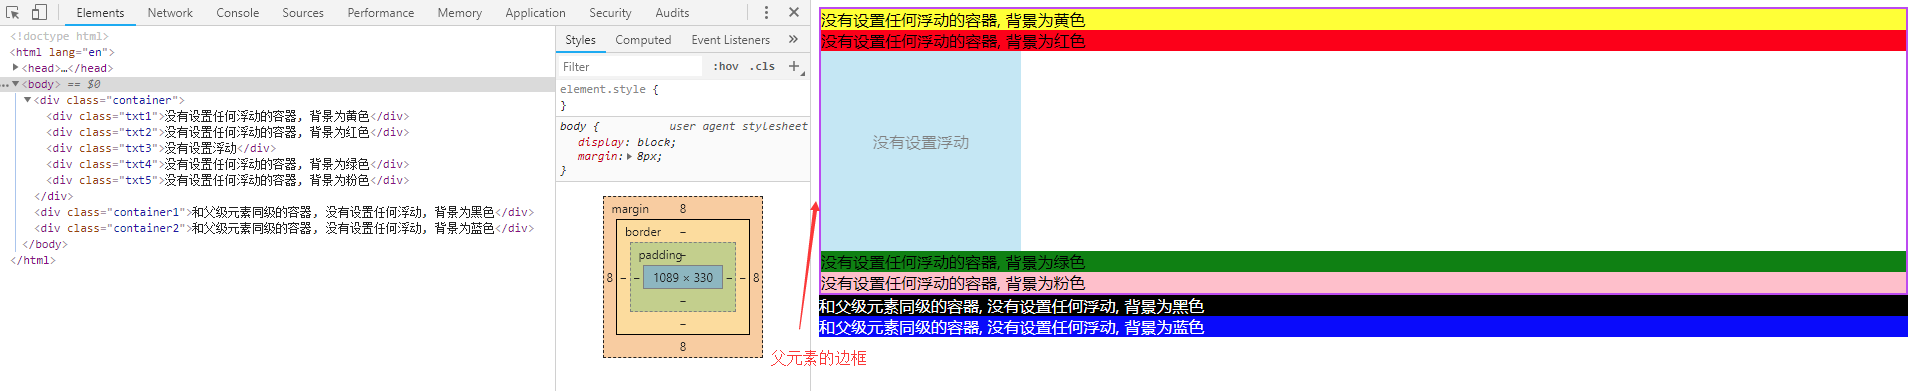 Elements Network Console Sources Performance Memory Application Security Audits
<!doctype html>
<html lang="en">
<head>…</head>
<body> == $0
<div class="container">
<div class="txt1">没有设置任何浮动的容器, 背景为黄色</div>
<div class="txt2">没有设置任何浮动的容器, 背景为红色</div>
<div class="txt3">没有设置浮动</div>
<div class="txt4">没有设置任何浮动的容器, 背景为绿色</div>
<div class="txt5">没有设置任何浮动的容器, 背景为粉色</div>
</div>
<div class="container1">和父级元素同级的容器, 没有设置任何浮动, 背景为黑色</div>
<div class="container2">和父级元素同级的容器, 没有设置任何浮动, 背景为蓝色</div>
</body>
</html>
Styles Computed Event Listeners »
Filter :hov .cls +
element.style {
}
body { user agent stylesheet
display: block;
margin: 8px;
}
margin 8
border –
padding –
8 – – 1089 × 330 – – 8
–
–
8
父元素的边框
没有设置任何浮动的容器, 背景为黄色
没有设置任何浮动的容器, 背景为红色
没有设置浮动
没有设置任何浮动的容器, 背景为绿色
没有设置任何浮动的容器, 背景为粉色
和父级元素同级的容器, 没有设置任何浮动, 背景为黑色
和父级元素同级的容器, 没有设置任何浮动, 背景为蓝色